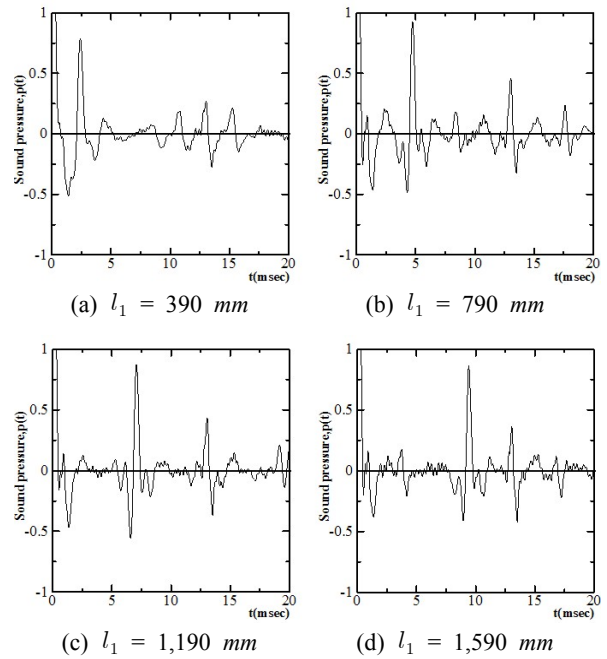 1
0.5
0
-0.5
-1
Sound pressure,p(t)
0 5 10 15 20
t(msec)
(a) l₁ = 390 mm
1
0.5
0
-0.5
-1
Sound pressure,p(t)
0 5 10 15 20
t(msec)
(b) l₁ = 790 mm
1
0.5
0
-0.5
-1
Sound pressure,p(t)
0 5 10 15 20
t(msec)
(c) l₁ = 1,190 mm
1
0.5
0
-0.5
-1
Sound pressure,p(t)
0 5 10 15 20
t(msec)
(d) l₁ = 1,590 mm